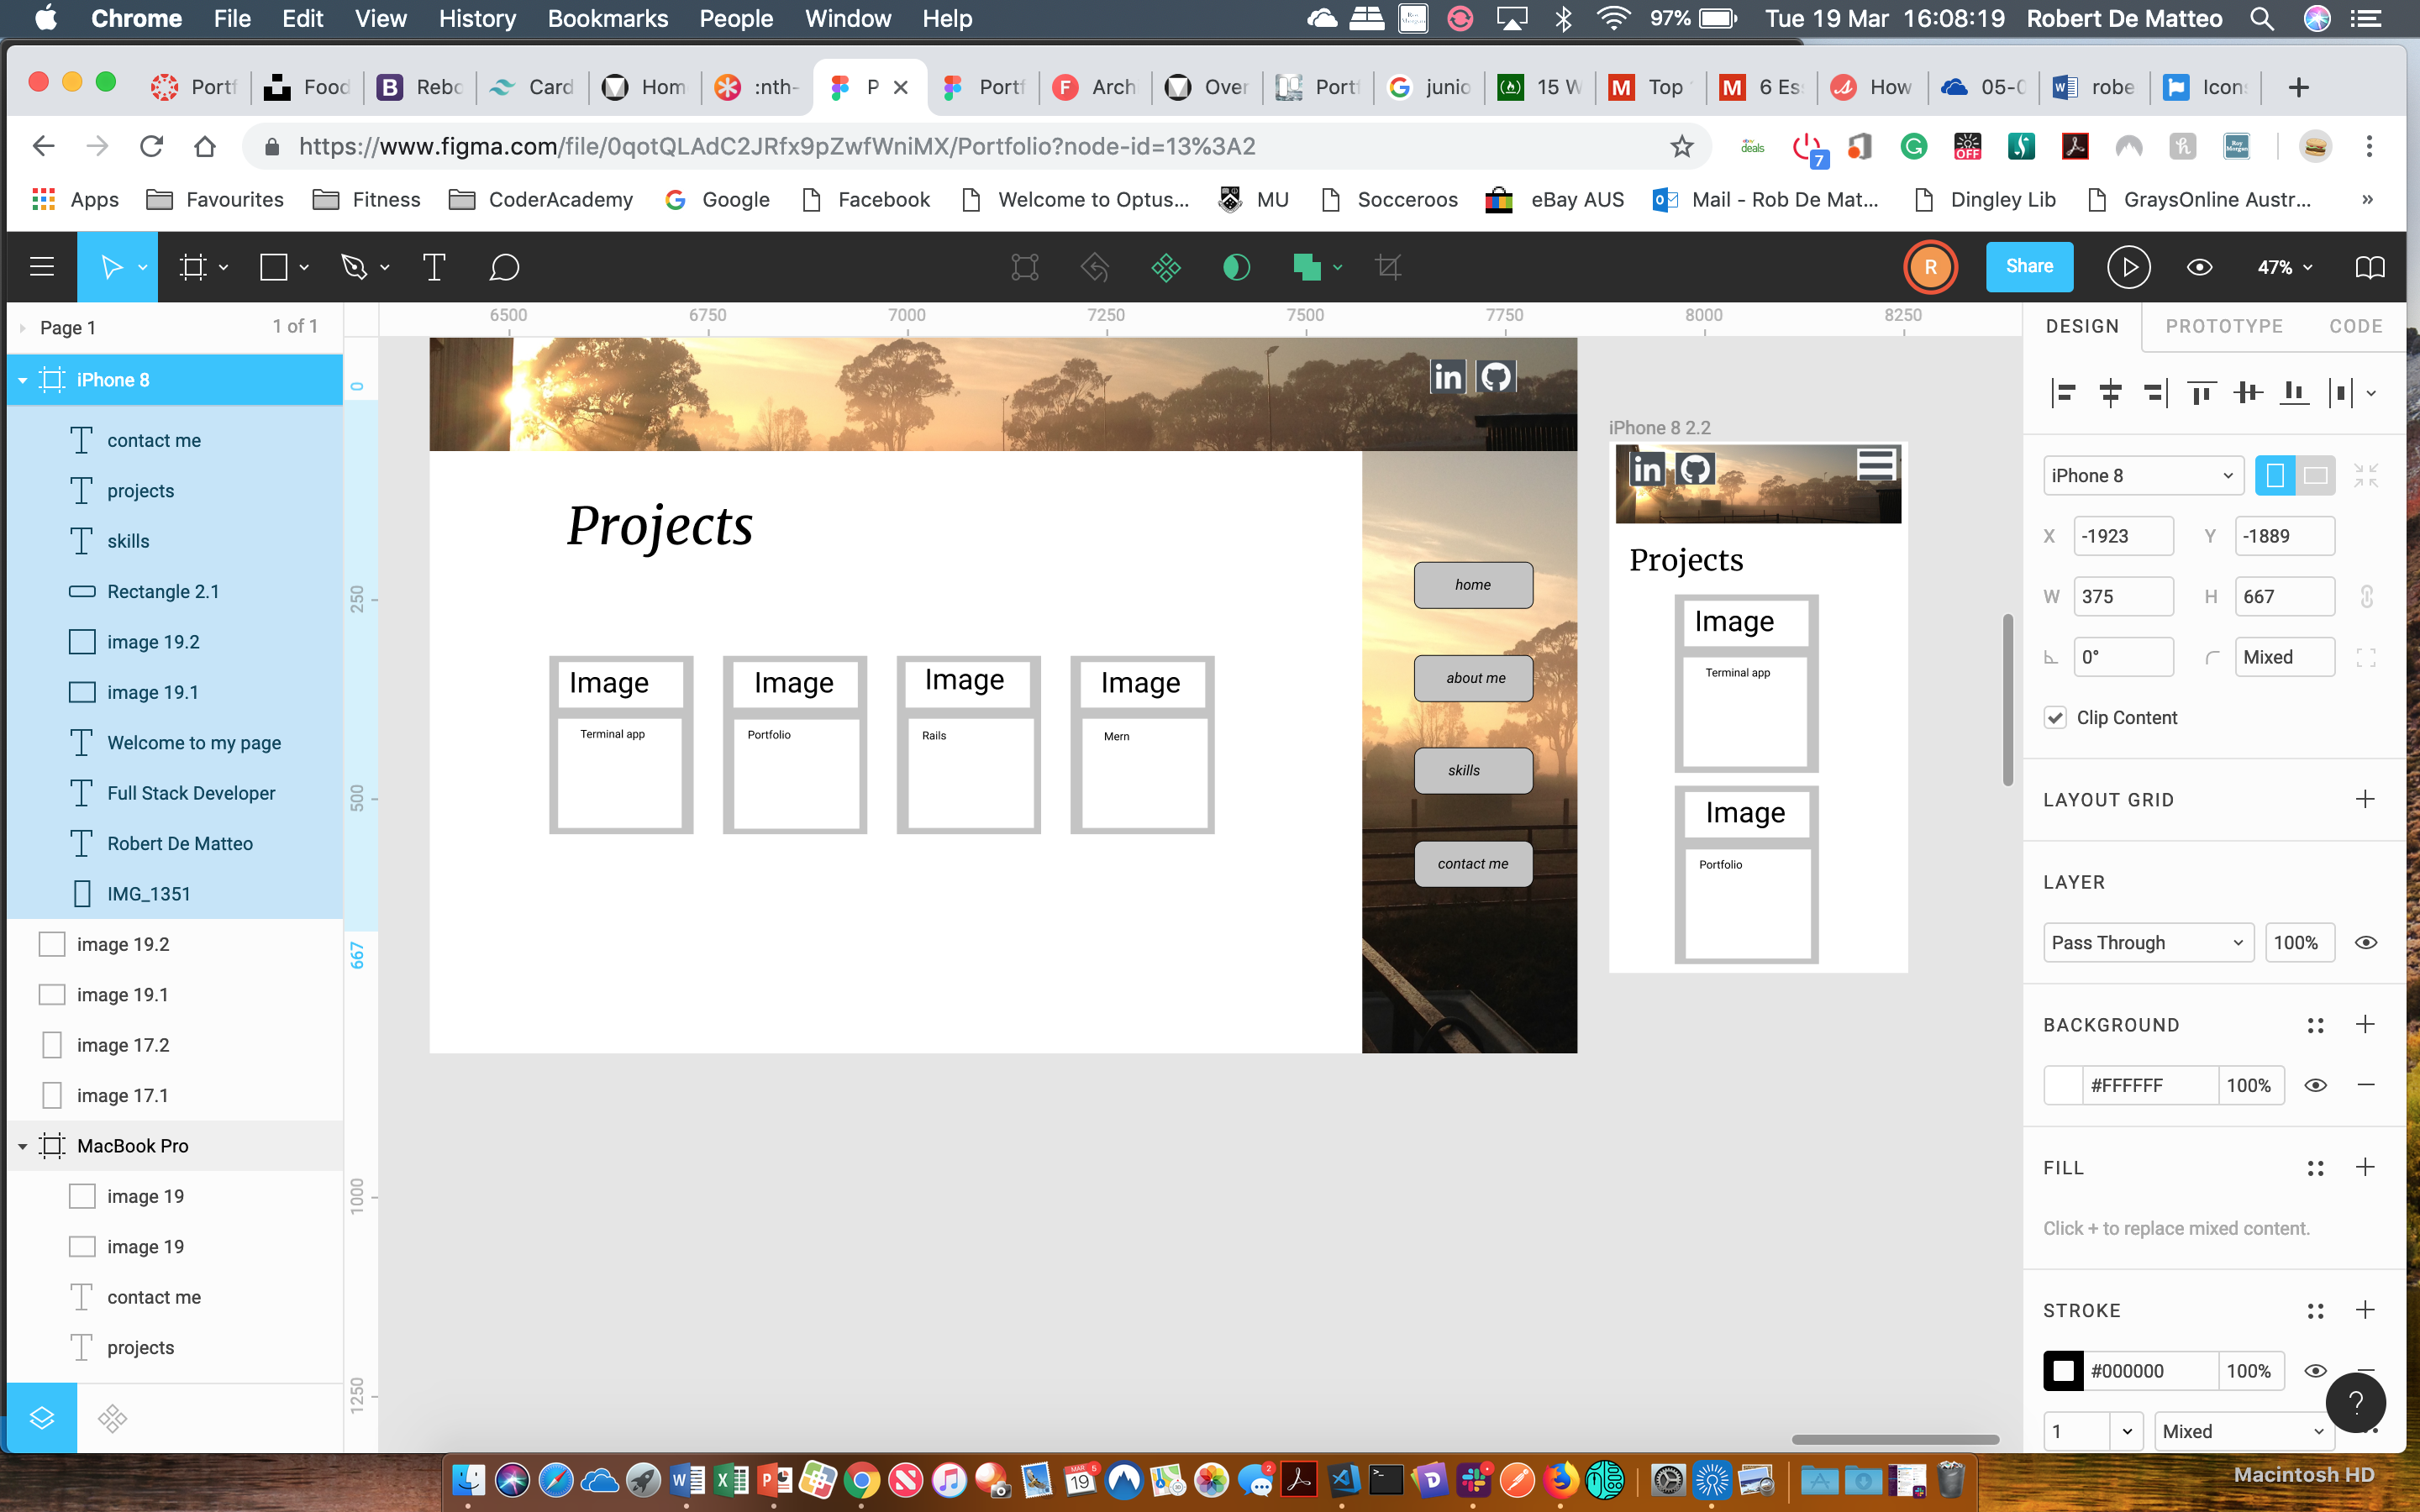 Chrome File Edit View History Bookmarks People Window Help 97% Tue 19 Mar 16:08:19 Robert De Matteo
Portf Food Rebo Card Hom :nth- P Portf Arch Over Portf junio 15 W Top 6 Es How 05-0 robe Icon
https://www.figma.com/file/0qotQLAdC2JRfx9pZwfWniMX/Portfolio?node-id=13%3A2
deals 7 OFF
Apps Favourites Fitness CoderAcademy Google Facebook Welcome to Optus... MU Socceroos eBay AUS Mail - Rob De Mat... Dingley Lib GraysOnline Austr... »
R Share 47%
Page 1 1 of 1
iPhone 8
contact me
projects
skills
Rectangle 2.1
image 19.2
image 19.1
Welcome to my page
Full Stack Developer
Robert De Matteo
IMG_1351
image 19.2
image 19.1
image 17.2
image 17.1
MacBook Pro
image 19
image 19
contact me
projects
6500 6750 7000 7250 7500 7750 8000 8250
0
250
500
667
1000
1250
in
Projects
Image Image Image Image
Terminal app Portfolio Rails Mern
home
about me
skills
contact me
iPhone 8 2.2
in
Projects
Image
Terminal app
Image
Portfolio
DESIGN PROTOTYPE CODE
iPhone 8
X -1923 Y -1889
W 375 H 667
0° Mixed
Clip Content
LAYOUT GRID
LAYER
Pass Through 100%
BACKGROUND
#FFFFFF 100%
FILL
Click + to replace mixed content.
STROKE
#000000 100%
1 Mixed
?
Macintosh HD